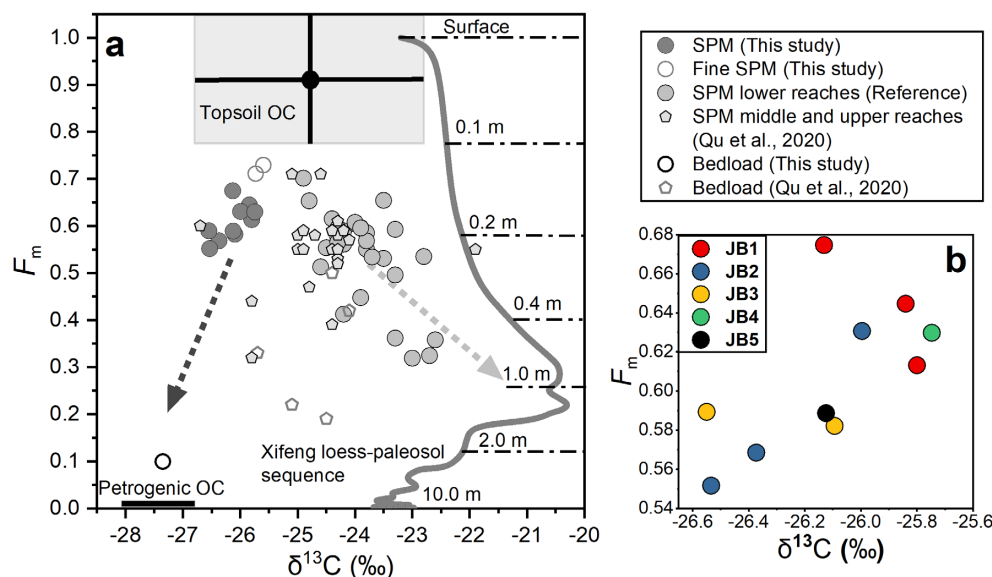 a
Surface
Topsoil OC
0.1 m
0.2 m
0.4 m
1.0 m
2.0 m
10.0 m
Xifeng loess-paleosol
sequence
Petrogenic OC
1.0
0.9
0.8
0.7
0.6
0.5
0.4
0.3
0.2
0.1
0.0
Fm
-28
-27
-26
-25
-24
-23
-22
-21
-20
δ13C (‰)
SPM (This study)
Fine SPM (This study)
SPM lower reaches (Reference)
SPM middle and upper reaches
(Qu et al., 2020)
Bedload (This study)
Bedload (Qu et al., 2020)
b
JB1
JB2
JB3
JB4
JB5
0.68
0.66
0.64
0.62
0.60
0.58
0.56
0.54
Fm
-26.6
-26.4
-26.2
-26.0
-25.8
-25.6
δ13C (‰)